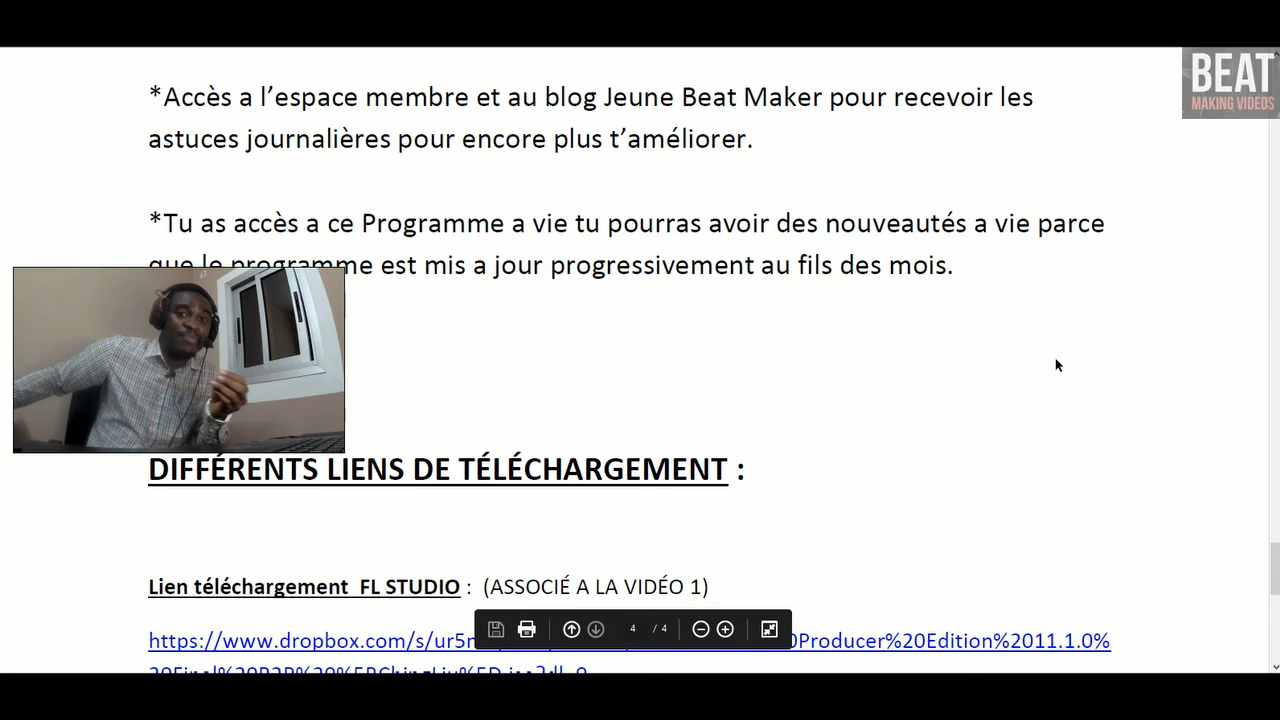 BEAT
MAKING VIDEOS
*Accès a l’espace membre et au blog Jeune Beat Maker pour recevoir les
astuces journalières pour encore plus t’améliorer.
*Tu as accès a ce Programme a vie tu pourras avoir des nouveautés a vie parce
que le programme est mis a jour progressivement au fils des mois.
DIFFÉRENTS LIENS DE TÉLÉCHARGEMENT :
Lien téléchargement FL STUDIO : (ASSOCIÉ A LA VIDÉO 1)
4 / 4
https://www.dropbox.com/s/ur5n 0Producer%20Edition%2011.1.0%